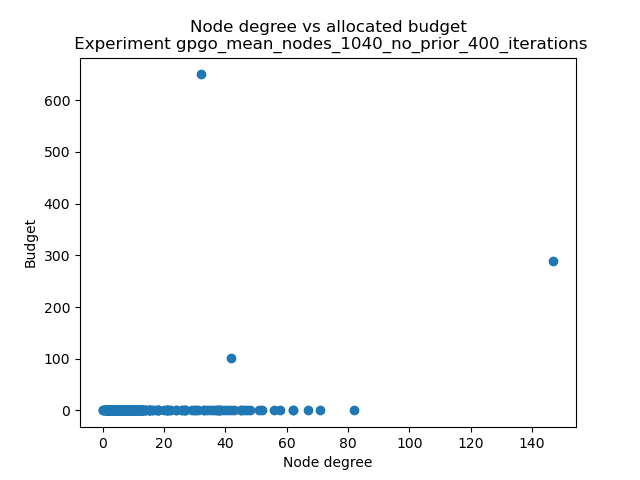 Node degree vs allocated budget
Experiment gpgo_mean_nodes_1040_no_prior_400_iterations
600
500
400
300
200
100
0
Budget
0 20 40 60 80 100 120 140
Node degree